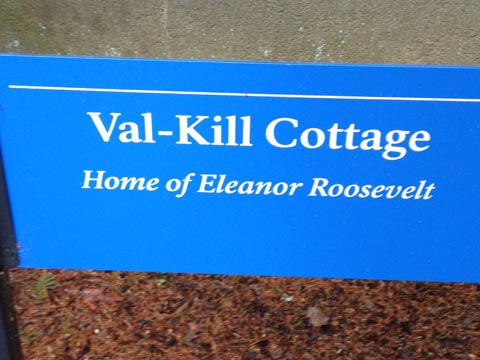 Val-Kill Cottage
Home of Eleanor Roosevelt